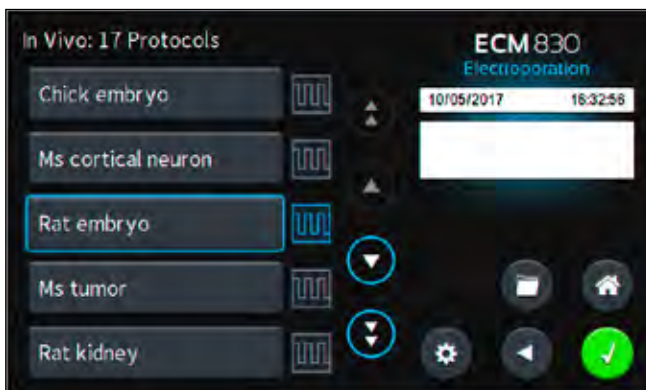 In Vivo: 17 Protocols
Chick embryo
Ms cortical neuron
Rat embryo
Ms tumor
Rat kidney
ECM 830
Electroporation
10/05/2017 16:32:56